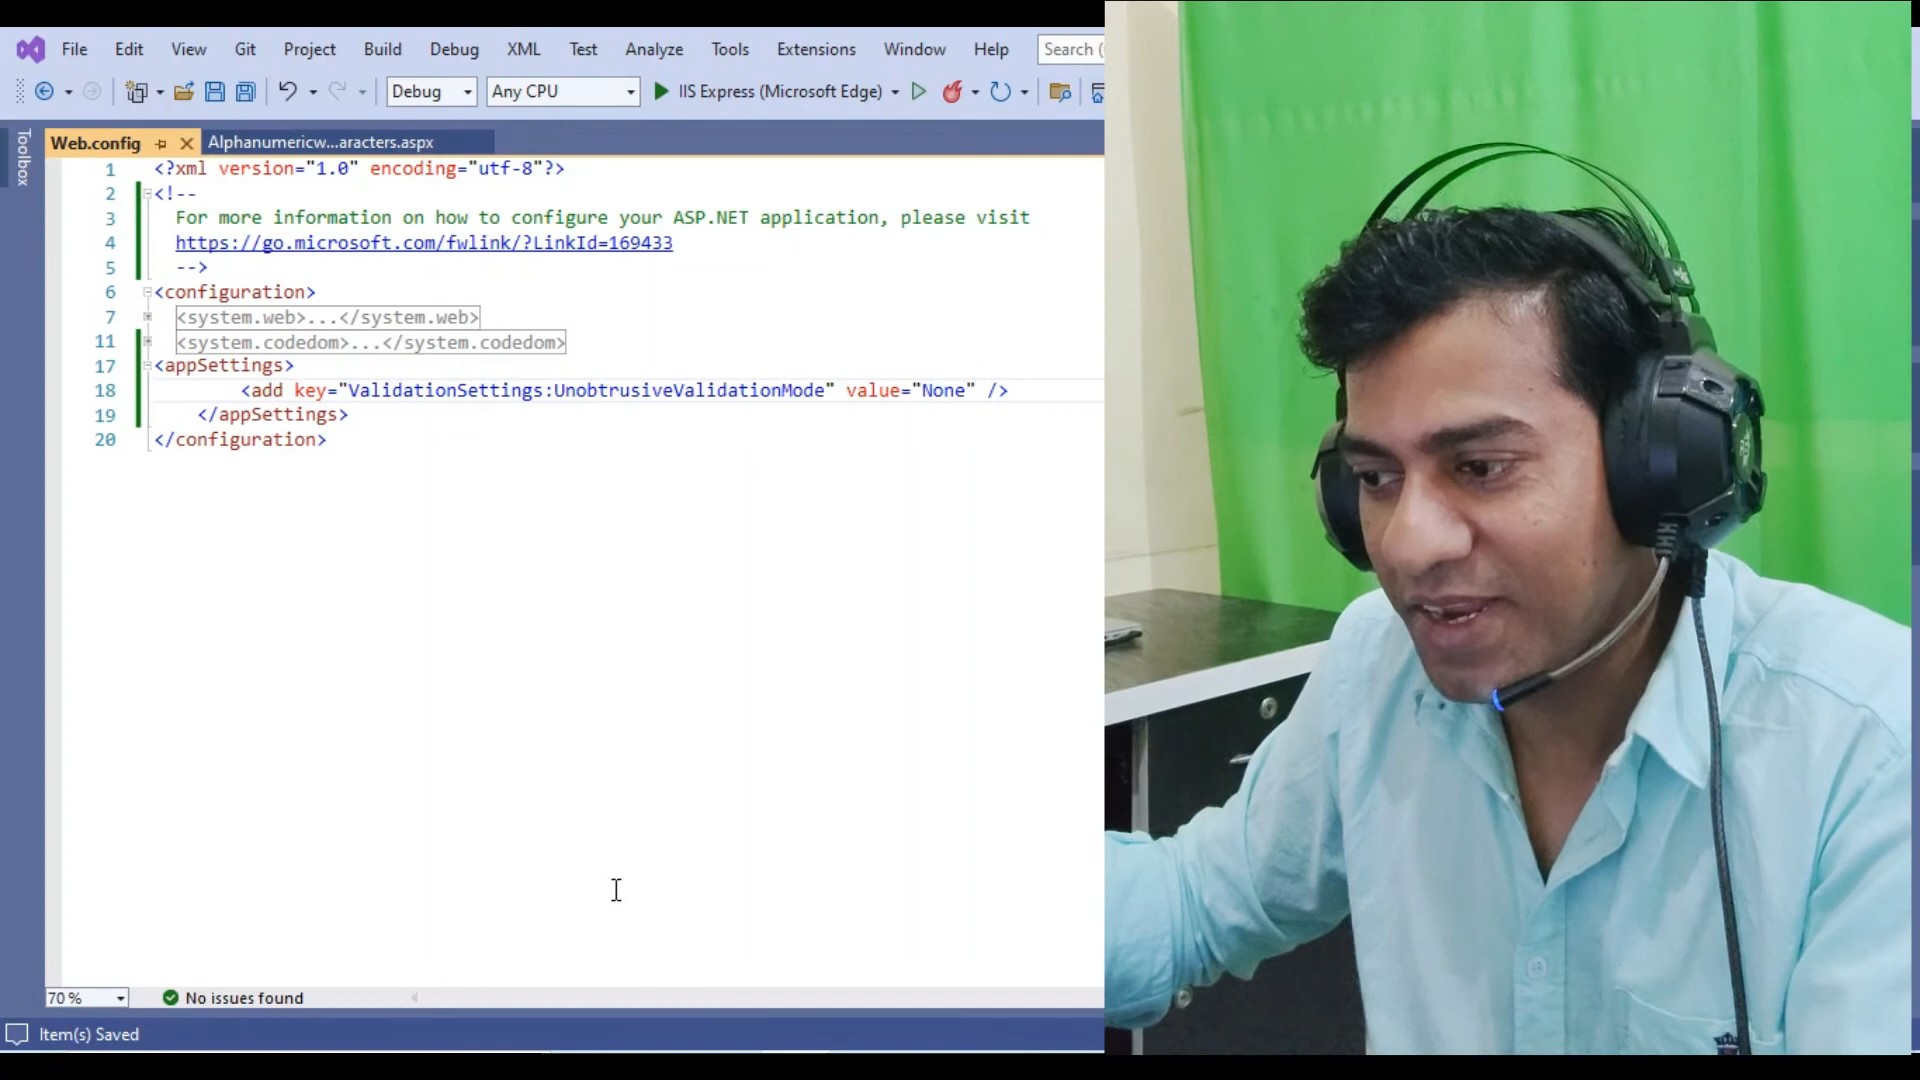 File Edit View Git Project Build Debug XML Test Analyze Tools Extensions Window Help Search (
Debug Any CPU IIS Express (Microsoft Edge)
Toolbox
Web.config Alphanumericw...aracters.aspx
1 <?xml version="1.0" encoding="utf-8"?>
2 <!--
3 For more information on how to configure your ASP.NET application, please visit
4 https://go.microsoft.com/fwlink/?LinkId=169433
5 -->
6 <configuration>
7 <system.web>...</system.web>
11 <system.codedom>...</system.codedom>
17 <appSettings>
18 <add key="ValidationSettings:UnobtrusiveValidationMode" value="None" />
19 </appSettings>
20 </configuration>
70 % No issues found
Item(s) Saved